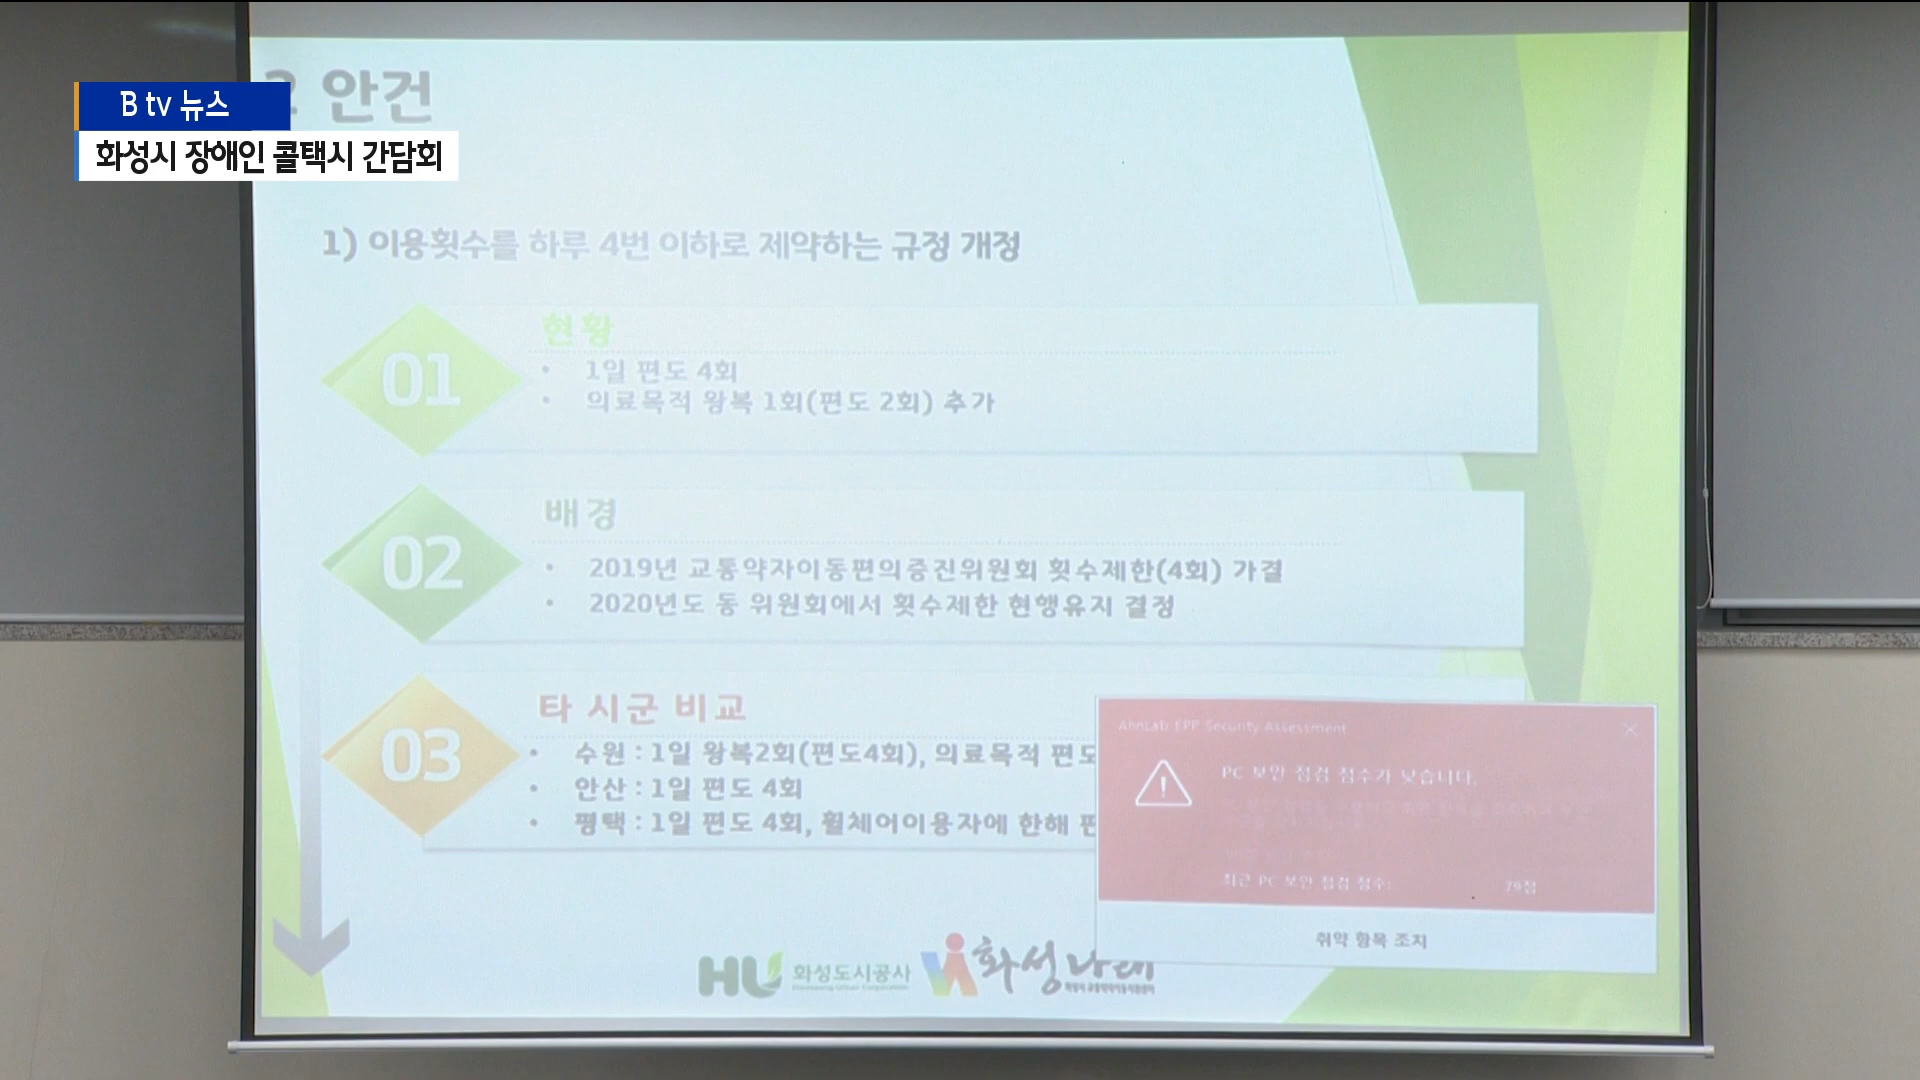 B tv 뉴스
화성시 장애인 콜택시 간담회
2 안건
1) 이용횟수를 하루 4번 이하로 제약하는 규정 개정
01
현황
• 1일 편도 4회
• 의료목적 왕복 1회(편도 2회) 추가
02
배경
• 2019년 교통약자이동편의증진위원회 횟수제한(4회) 가결
• 2020년도 동 위원회에서 횟수제한 현행유지 결정
03
타 시군 비교
• 수원 : 1일 왕복2회(편도4회), 의료목적 편도
• 안산 : 1일 편도 4회
• 평택 : 1일 편도 4회, 휠체어이용자에 한해 편
AhnLab EPP Security Assessment
PC 보안 점검 점수가 낮습니다.
최근 PC 보안 점검 점수: 79점
취약 항목 조치
HU 화성도시공사
화성나래